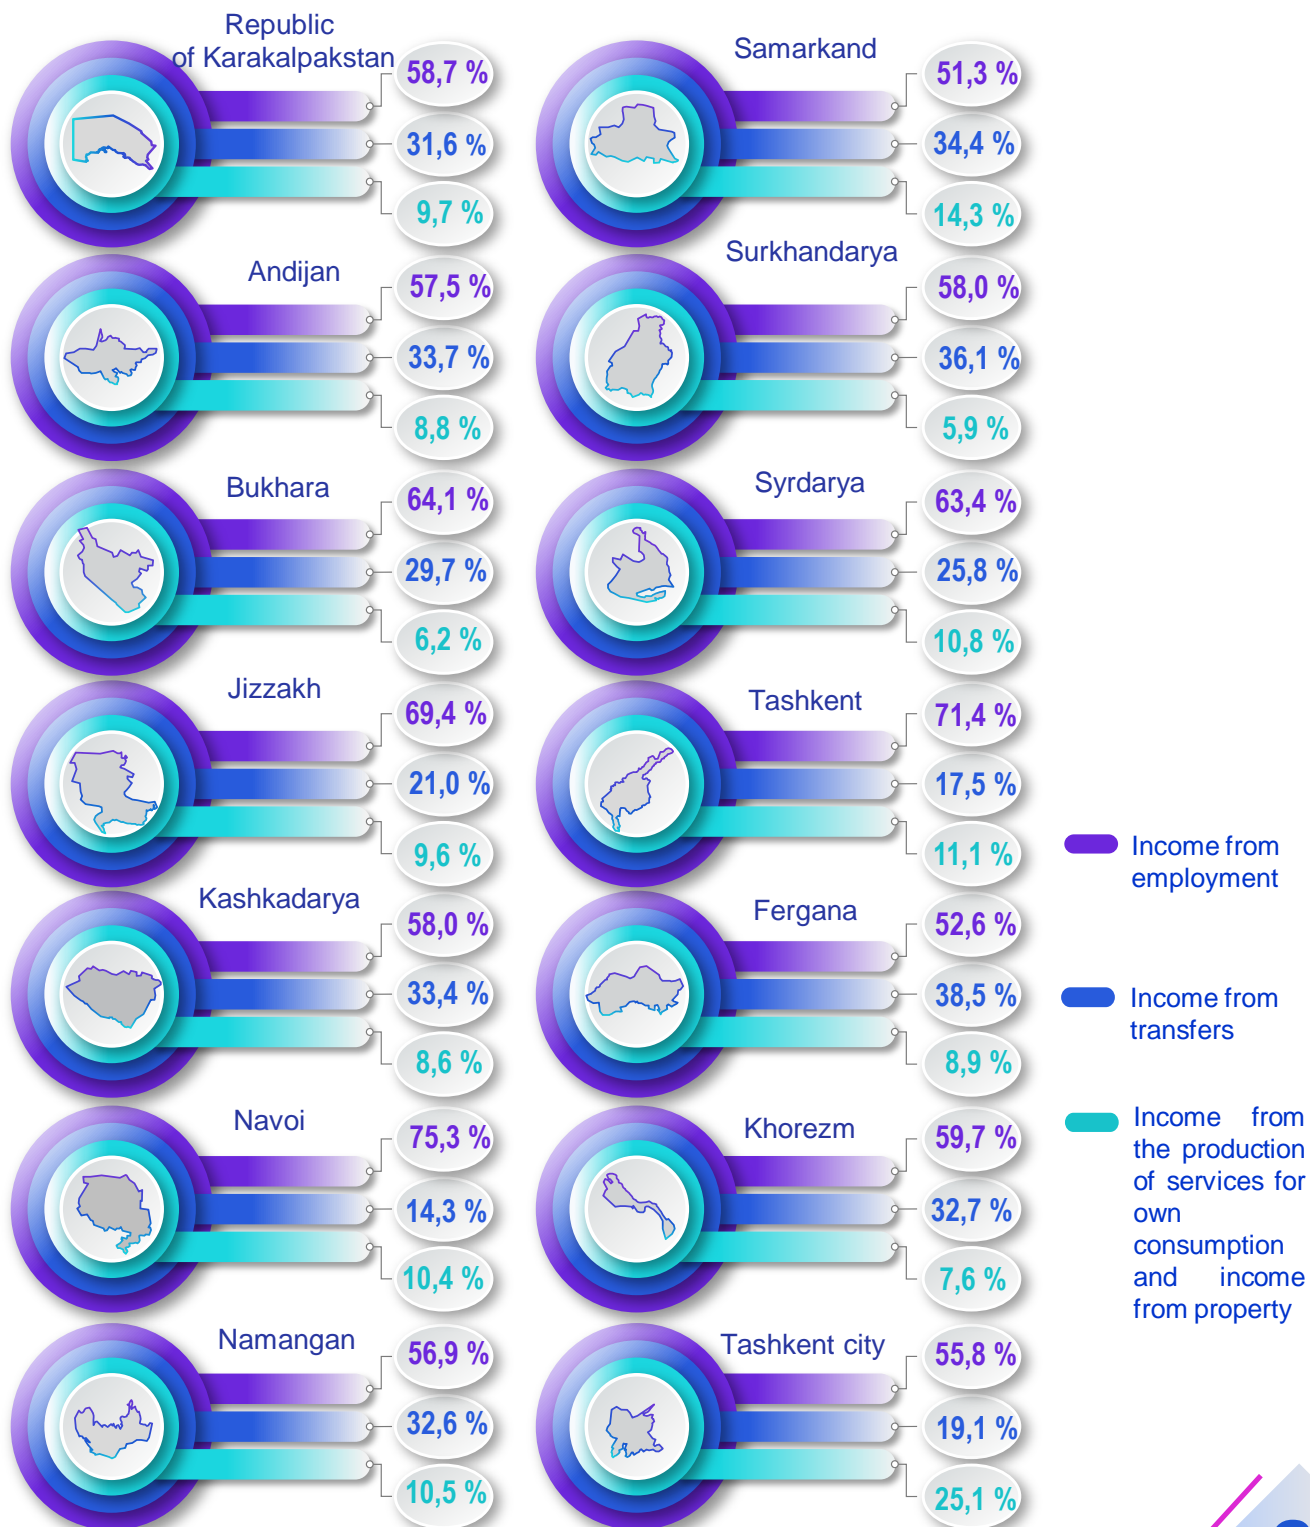 Republic
of Karakalpakstan
58,7 %
31,6 %
9,7 %
Samarkand
51,3 %
34,4 %
14,3 %
Andijan
57,5 %
33,7 %
8,8 %
Surkhandarya
58,0 %
36,1 %
5,9 %
Bukhara
64,1 %
29,7 %
6,2 %
Syrdarya
63,4 %
25,8 %
10,8 %
Jizzakh
69,4 %
21,0 %
9,6 %
Tashkent
71,4 %
17,5 %
11,1 %
Kashkadarya
58,0 %
33,4 %
8,6 %
Fergana
52,6 %
38,5 %
8,9 %
Navoi
75,3 %
14,3 %
10,4 %
Khorezm
59,7 %
32,7 %
7,6 %
Namangan
56,9 %
32,6 %
10,5 %
Tashkent city
55,8 %
19,1 %
25,1 %
Income from
employment
Income from
transfers
Income from
the production
of services for
own
consumption
and income
from property